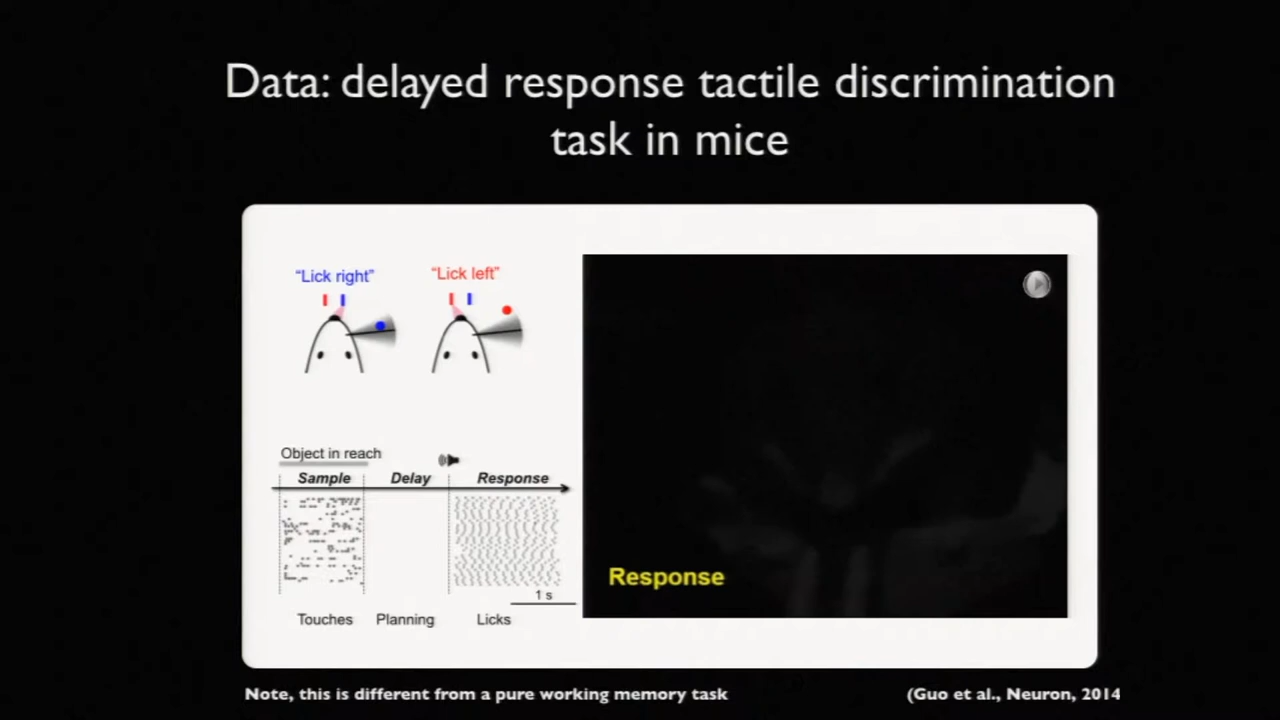 Data: delayed response tactile discrimination
task in mice
“Lick right”
“Lick left”
Object in reach
Sample
Delay
Response
1 s
Touches
Planning
Licks
Response
Note, this is different from a pure working memory task
(Guo et al., Neuron, 2014